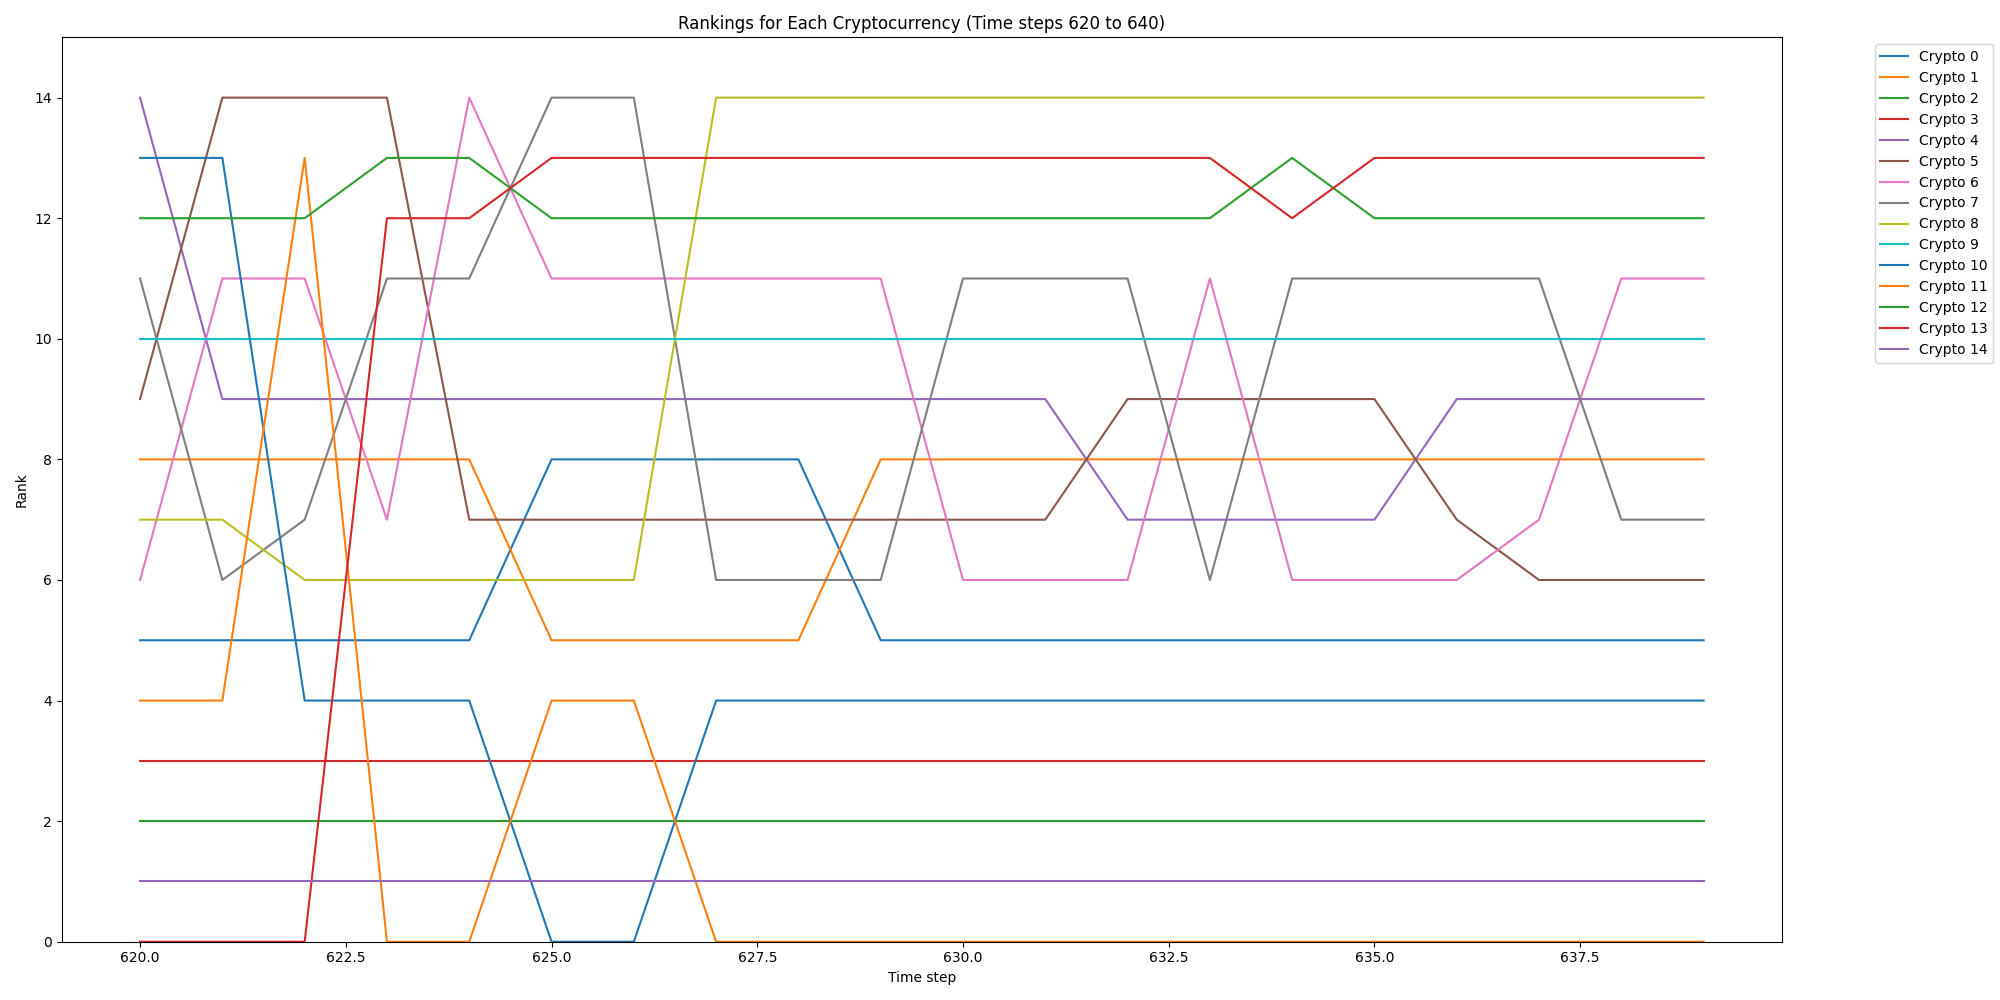 Rankings for Each Cryptocurrency (Time steps 620 to 640)
Rank
14
12
10
8
6
4
2
0
620.0 622.5 625.0 627.5 630.0 632.5 635.0 637.5
Time step
Crypto 0
Crypto 1
Crypto 2
Crypto 3
Crypto 4
Crypto 5
Crypto 6
Crypto 7
Crypto 8
Crypto 9
Crypto 10
Crypto 11
Crypto 12
Crypto 13
Crypto 14